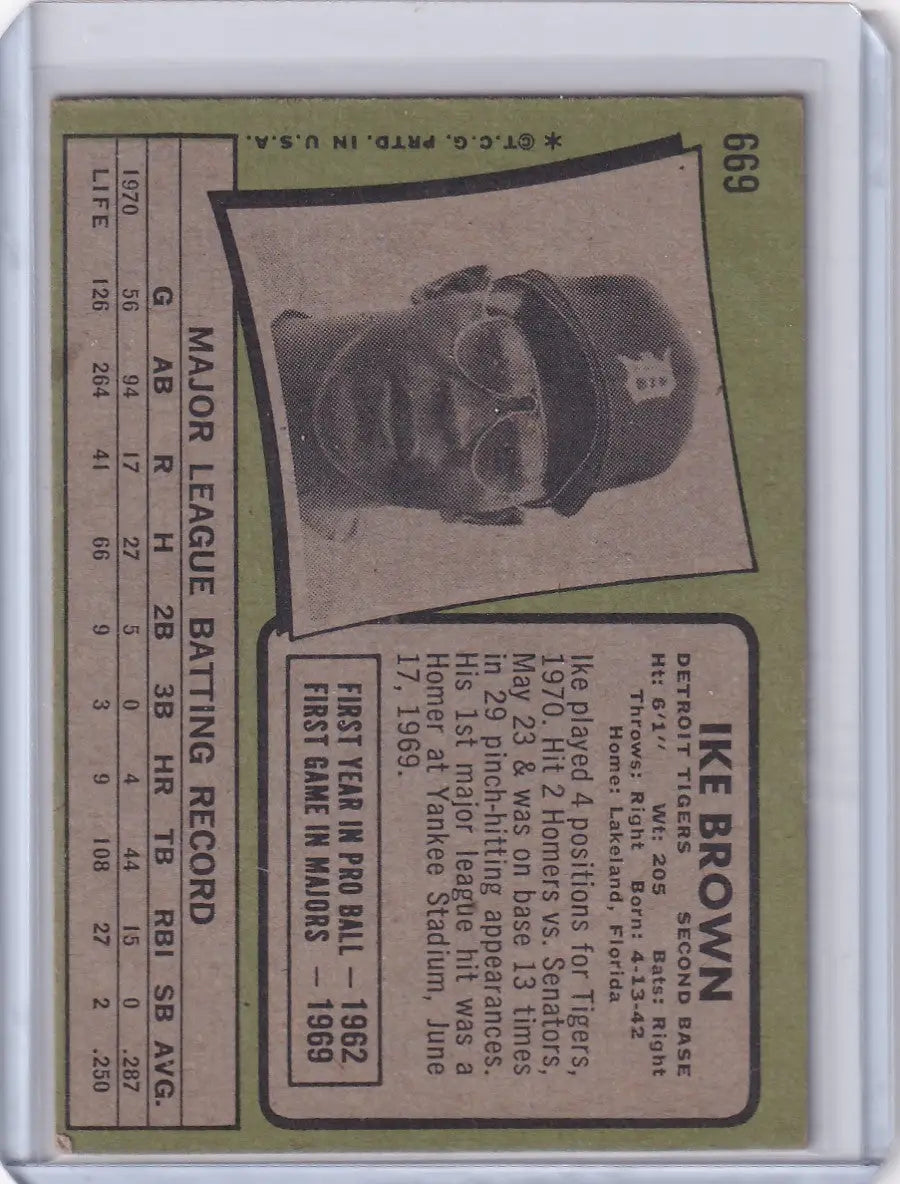 669
* ©T.C.G. PRTD. IN U.S.A.
IKE BROWN
DETROIT TIGERS SECOND BASE
Ht: 6'1" Wt: 205 Bats: Right
Throws: Right Born: 4-13-42
Home: Lakeland, Florida
Ike played 4 positions for Tigers,
1970. Hit 2 Homers vs. Senators,
May 23 & was on base 13 times
in 29 pinch-hitting appearances.
His 1st major league hit was a
Homer at Yankee Stadium, June
17, 1969.
FIRST YEAR IN PRO BALL — 1962
FIRST GAME IN MAJORS — 1969
MAJOR LEAGUE BATTING RECORD
G AB R H 2B 3B HR TB RBI SB AVG.
1970 56 94 17 27 5 0 4 44 15 0 .287
LIFE 126 264 41 66 9 3 9 108 27 2 .250